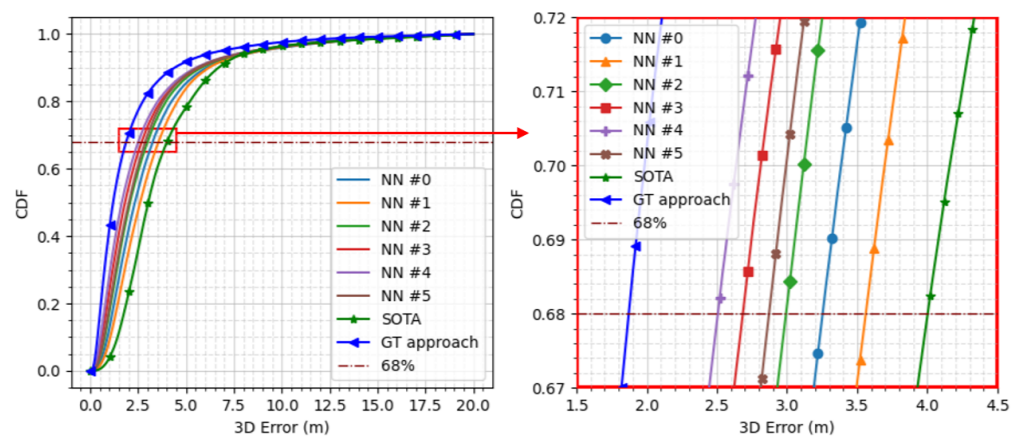 1.0
0.8
0.6
0.4
0.2
0.0
CDF
NN #0
NN #1
NN #2
NN #3
NN #4
NN #5
SOTA
GT approach
68%
0.0 2.5 5.0 7.5 10.0 12.5 15.0 17.5 20.0
3D Error (m)
0.72
0.71
0.70
0.69
0.68
0.67
CDF
NN #0
NN #1
NN #2
NN #3
NN #4
NN #5
SOTA
GT approach
68%
1.5 2.0 2.5 3.0 3.5 4.0 4.5
3D Error (m)